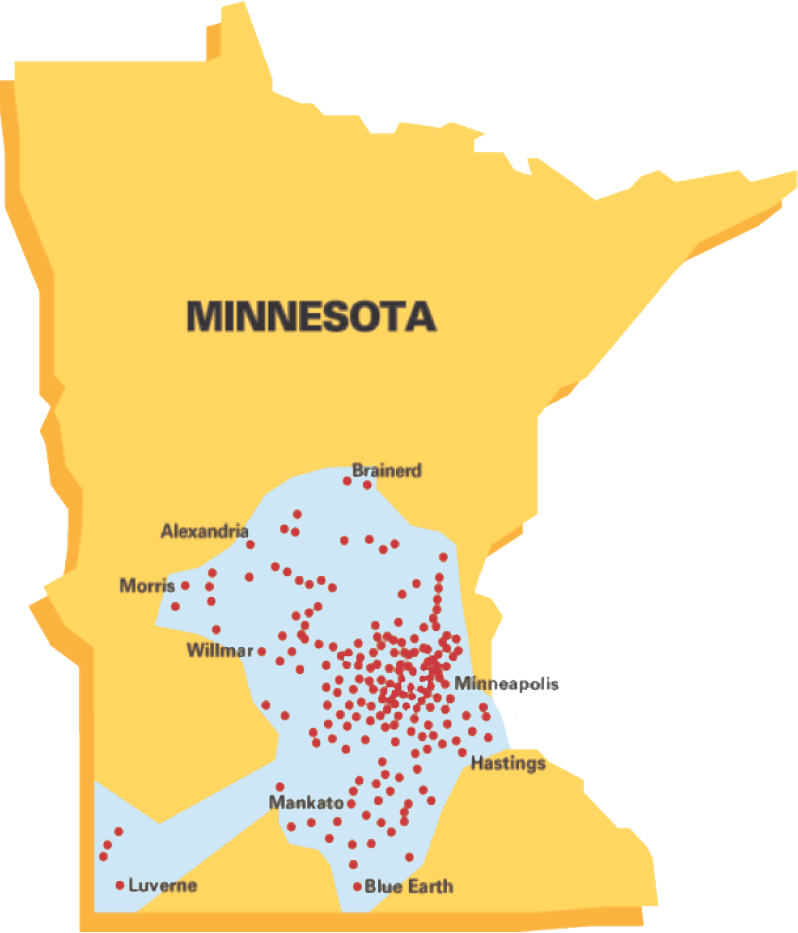 MINNESOTA
Brainerd
Alexandria
Morris
Willmar
Minneapolis
Hastings
Mankato
Luverne
Blue Earth